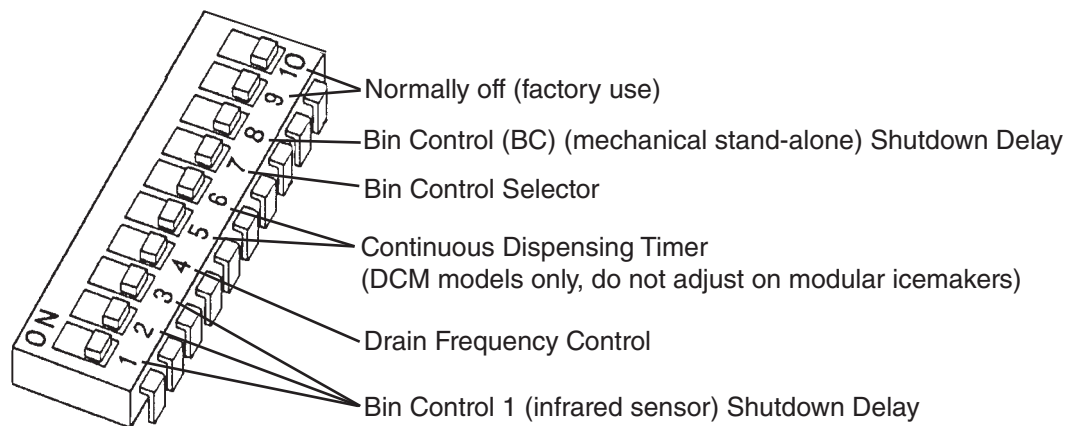 10
Normally off (factory use)
9
8
Bin Control (BC) (mechanical stand-alone) Shutdown Delay
7
Bin Control Selector
6
5
Continuous Dispensing Timer
(DCM models only, do not adjust on modular icemakers)
4
3
Drain Frequency Control
ON
2
1
Bin Control 1 (infrared sensor) Shutdown Delay